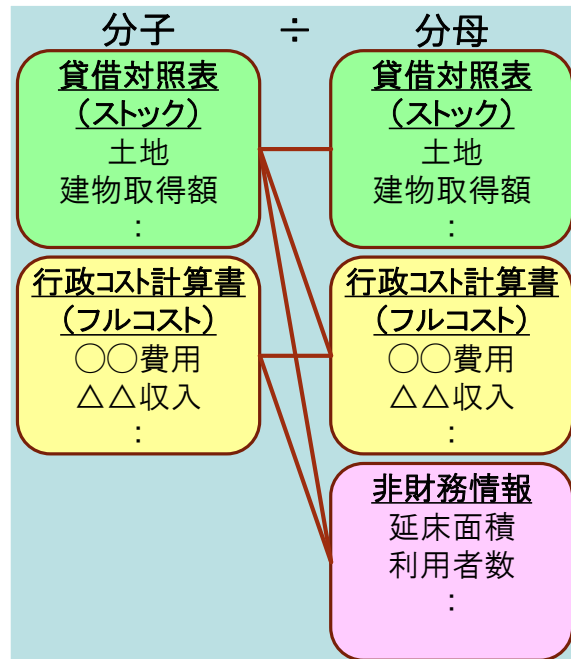 分子 ÷ 分母
貸借対照表
（ストック）
土地
建物取得額
：
貸借対照表
（ストック）
土地
建物取得額
：
行政コスト計算書
（フルコスト）
○○費用
△△収入
：
行政コスト計算書
（フルコスト）
○○費用
△△収入
：
非財務情報
延床面積
利用者数
：